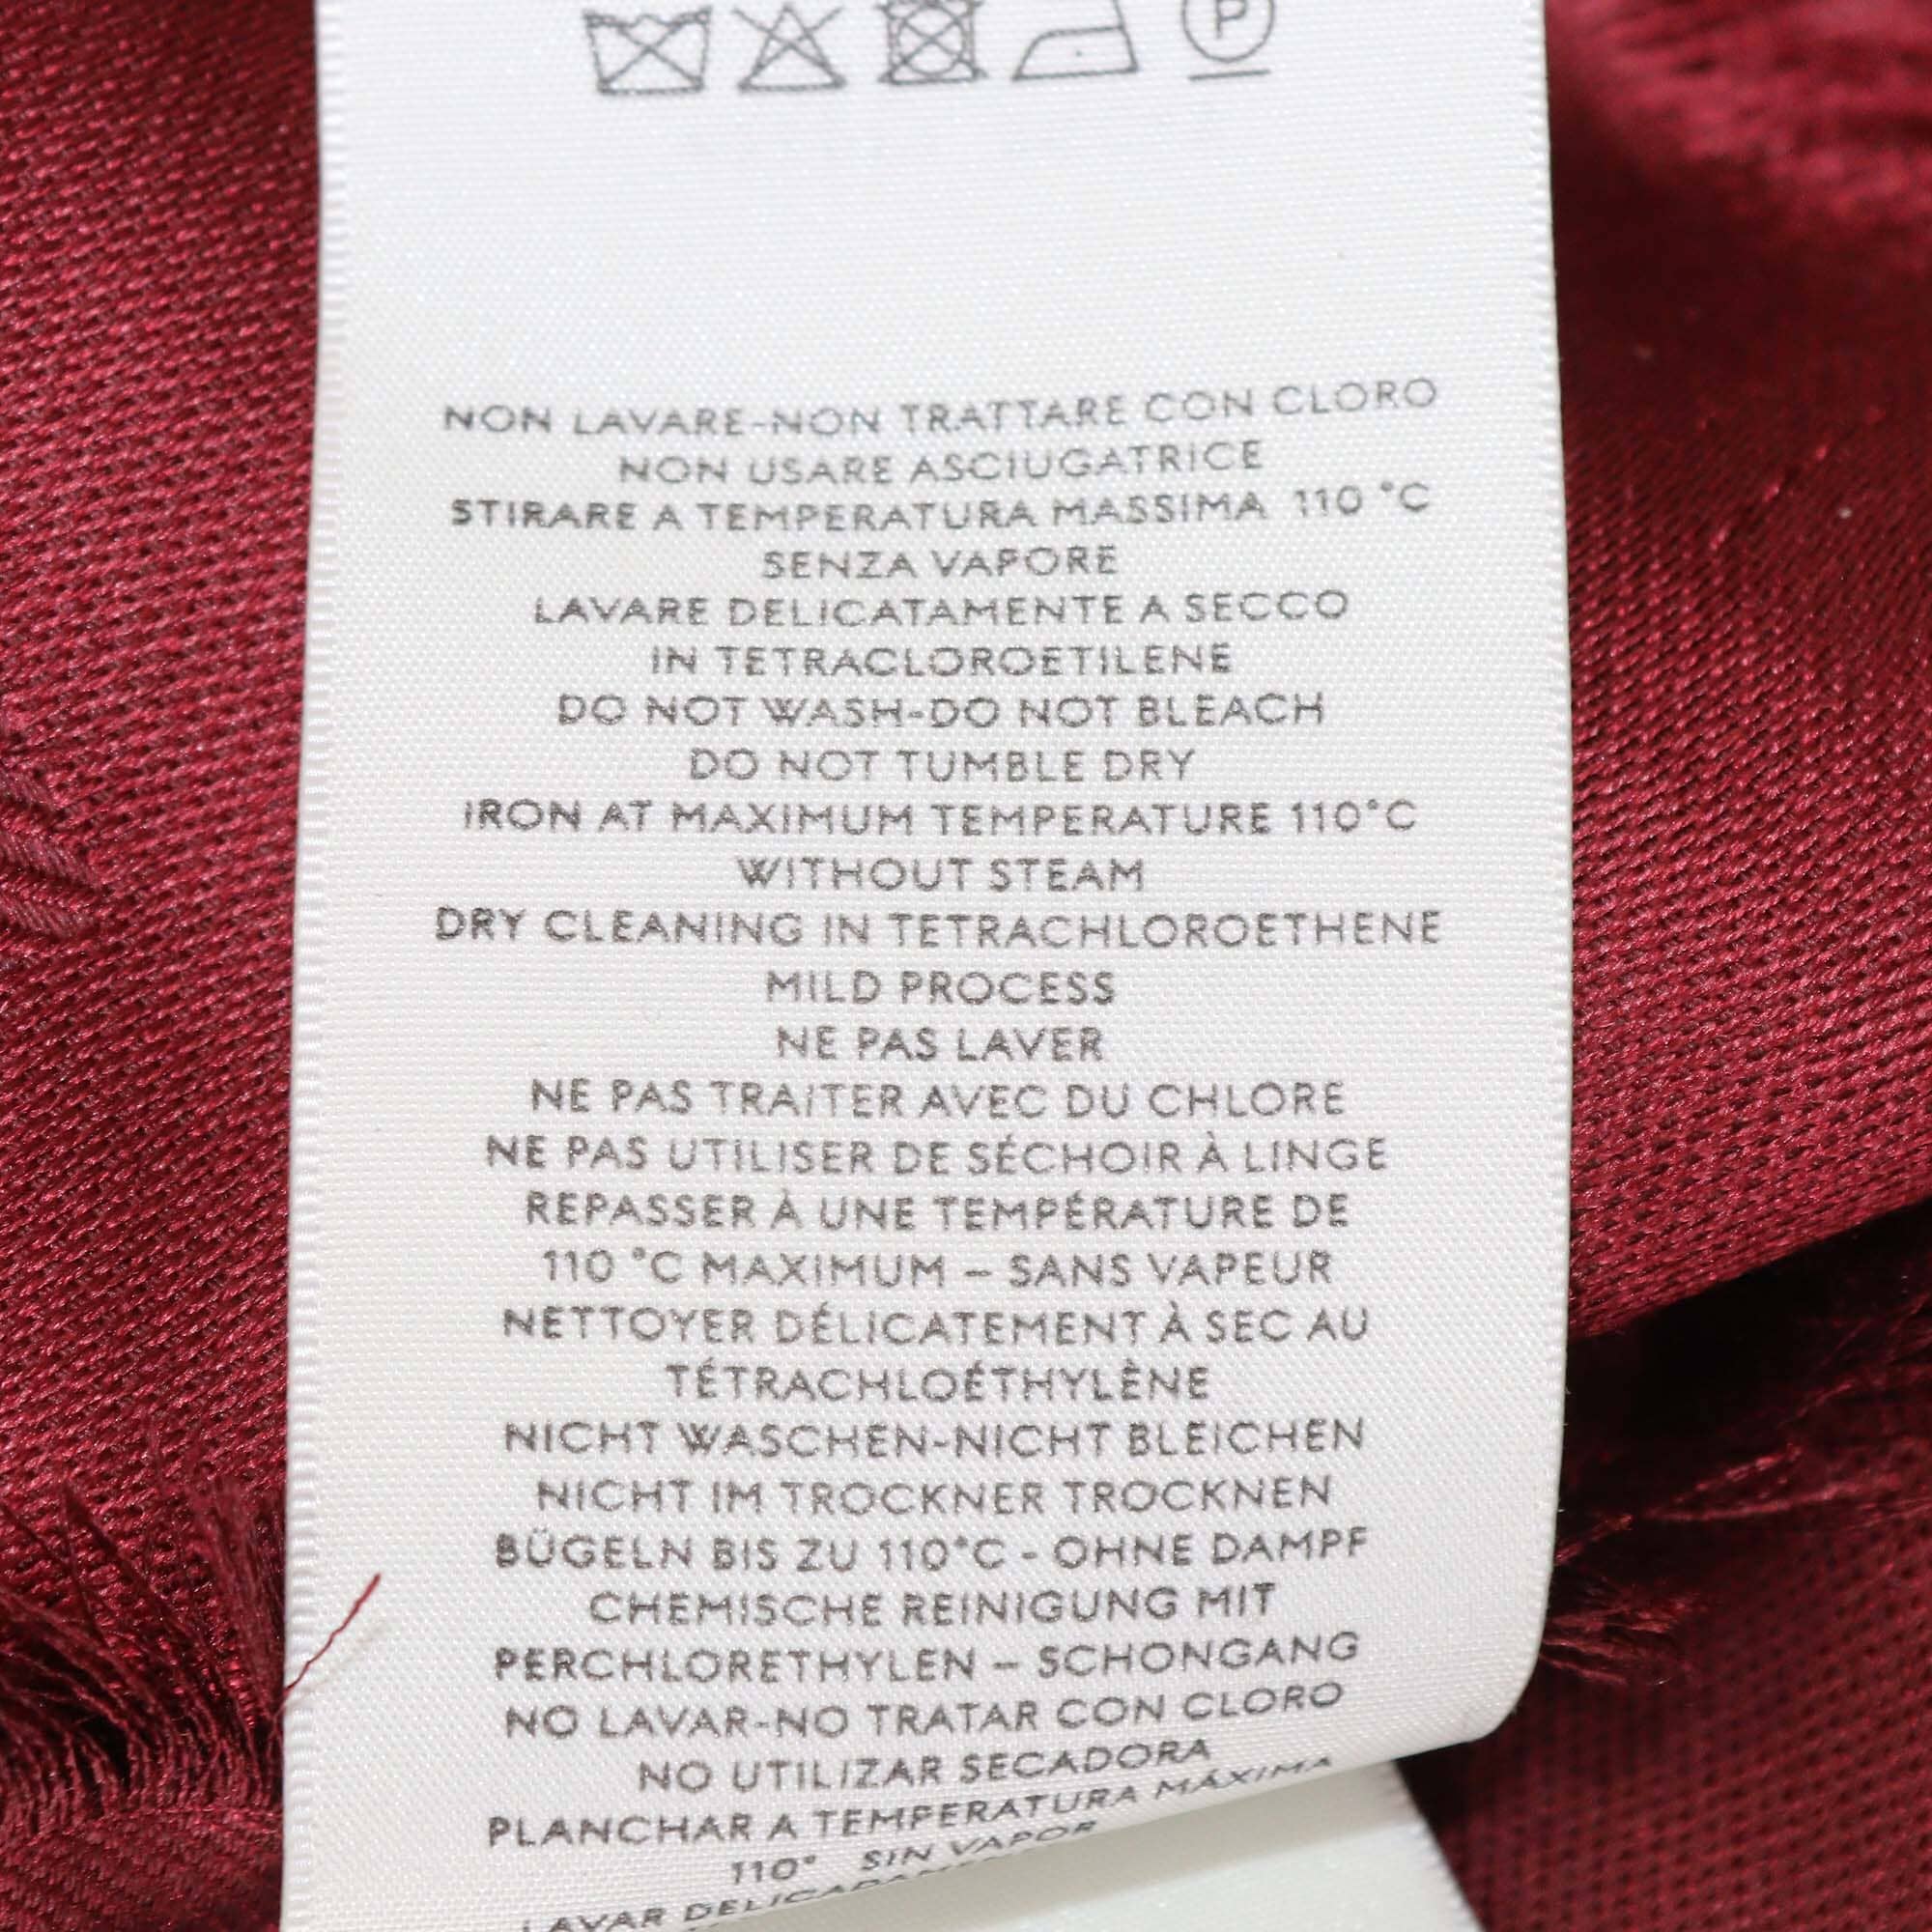 P
NON LAVARE-NON TRATTARE CON CLORO
NON USARE ASCIUGATRICE
STIRARE A TEMPERATURA MASSIMA 110 °C
SENZA VAPORE
LAVARE DELICATAMENTE A SECCO
IN TETRACLOROETILENE
DO NOT WASH-DO NOT BLEACH
DO NOT TUMBLE DRY
IRON AT MAXIMUM TEMPERATURE 110°C
WITHOUT STEAM
DRY CLEANING IN TETRACHLOROETHENE
MILD PROCESS
NE PAS LAVER
NE PAS TRAITER AVEC DU CHLORE
NE PAS UTILISER DE SÉCHOIR À LINGE
REPASSER À UNE TEMPÉRATURE DE
110 °C MAXIMUM – SANS VAPEUR
NETTOYER DÉLICATEMENT À SEC AU
TÉTRACHLOÉTHYLÈNE
NICHT WASCHEN-NICHT BLEICHEN
NICHT IM TROCKNER TROCKNEN
BÜGELN BIS ZU 110°C - OHNE DAMPF
CHEMISCHE REINIGUNG MIT
PERCHLORETHYLEN – SCHONGANG
NO LAVAR-NO TRATAR CON CLORO
NO UTILIZAR SECADORA
PLANCHAR A TEMPERATURA MÁXIMA
110° SIN VAPOR
LAVAR